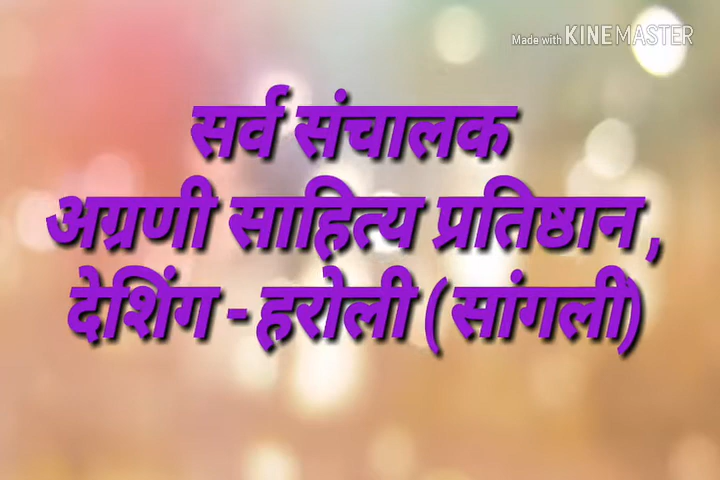 Made with KINEMASTER
सर्व संचालक
अग्रणी साहित्य प्रतिष्ठान,
देशिंग - हरोली (सांगली)